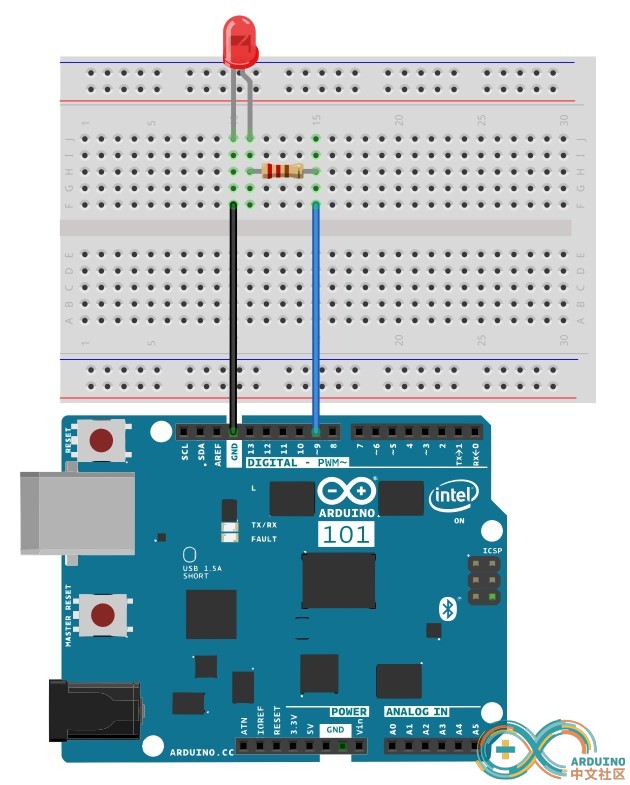 1 5 10 15 20 25 30
J J
I I
H H
G G
F F
E E
D D
C C
B B
A A
1 5 20 25 30
RESET
SCL SDA AREF GND 13 12 11 10 ~9 8 7 ~6 ~5 4 ~3 2 TX→1 RX←0
DIGITAL - PWM~
L
intel
ON
ARDUINO
101
TX/RX
FAULT
ICSP
USB 1.5A
SHORT
MASTER RESET
POWER ANALOG IN
ATN IOREF RESET 3.3V 5V GND Vin A0 A1 A2 A3 A4 A5
ARDUINO.CC
ARDUINO
中文社区